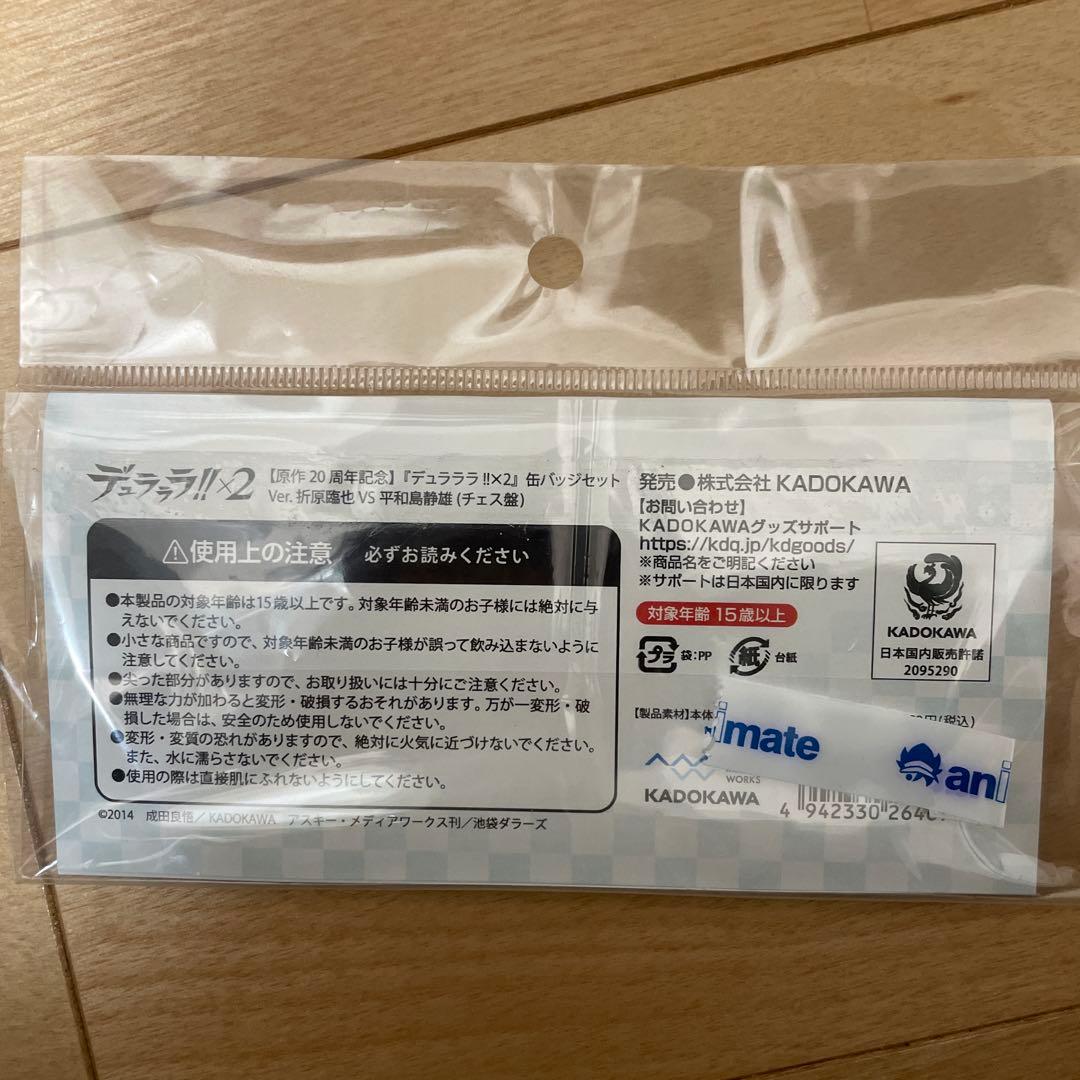 デュラララ!!×2
【原作20周年記念】『デュラララ!!×2』缶バッジセット
Ver. 折原臨也 VS 平和島静雄 (チェス盤)
⚠使用上の注意 必ずお読みください
●本製品の対象年齢は15歳以上です。対象年齢未満のお子様には絶対に与
えないでください。
●小さな商品ですので、対象年齢未満のお子様が誤って飲み込まないように
注意してください。
●尖った部分がありますので、お取り扱いには十分にご注意ください。
●無理な力が加わると変形・破損するおそれがあります。万が一変形・破
損した場合は、安全のため使用しないでください。
●変形・変質の恐れがありますので、絶対に火気に近づけないでください。
また、水に濡らさないでください。
●使用の際は直接肌にふれないようにしてください。
©2014 成田良悟/KADOKAWA アスキー・メディアワークス刊/池袋ダラーズ
発売●株式会社 KADOKAWA
【お問い合わせ】
KADOKAWAグッズサポート
https://kdq.jp/kdgoods/
※商品名をご明記ください
※サポートは日本国内に限ります
対象年齢 15歳以上
プラ 袋:PP 紙 台紙
KADOKAWA
日本国内販売許諾
2095290
【製品素材】本体 円(税込)
imate ani
WORKS
KADOKAWA
4 942330 264